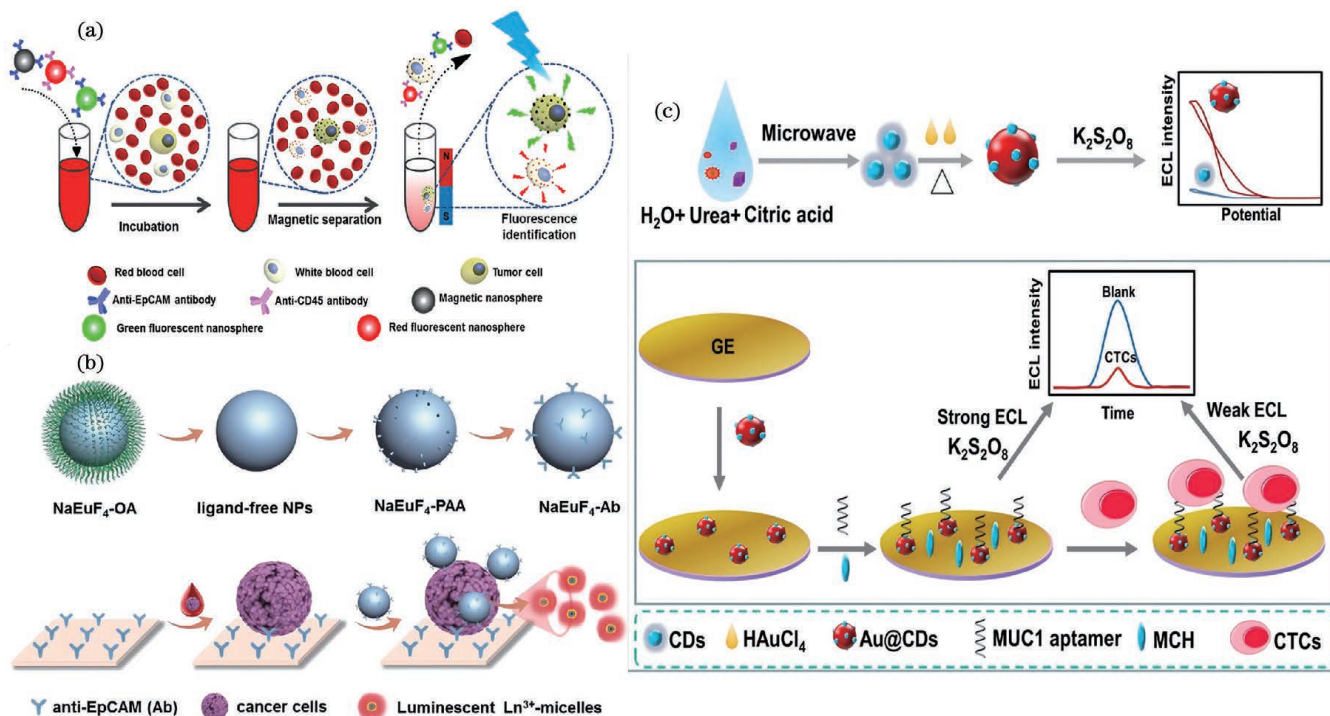 (a)
N
S
Incubation
Magnetic separation
Fluorescence
identification
Red blood cell
White blood cell
Tumor cell
Anti-EpCAM antibody
Anti-CD45 antibody
Magnetic nanosphere
Green fluorescent nanosphere
Red fluorescent nanosphere
(b)
NaEuF₄-OA
ligand-free NPs
NaEuF₄-PAA
NaEuF₄-Ab
anti-EpCAM (Ab)
cancer cells
Luminescent Ln³⁺-micelles
(c)
Microwave
H₂O+ Urea+ Citric acid
K₂S₂O₈
ECL intensity
Potential
GE
ECL intensity
Blank
CTCs
Time
Strong ECL
K₂S₂O₈
Weak ECL
K₂S₂O₈
CDs
HAuCl₄
Au@CDs
MUC1 aptamer
MCH
CTCs